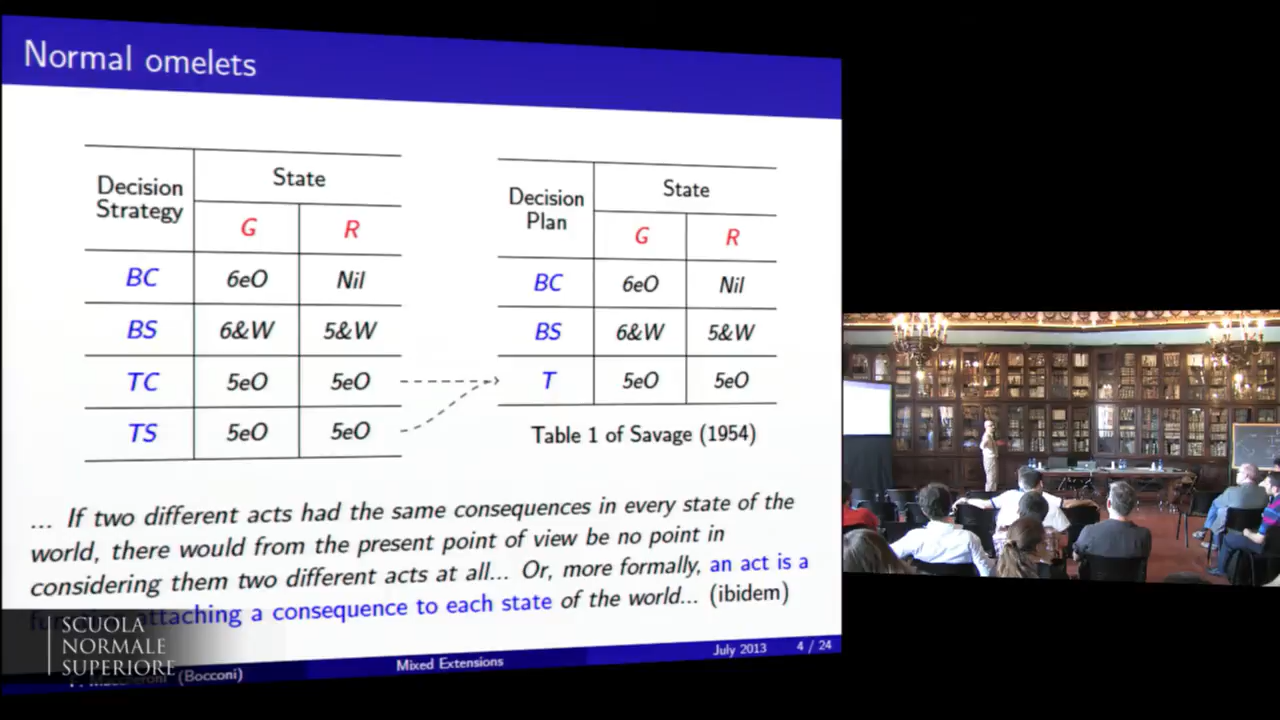 Normal omelets
Decision Strategy State
G R
BC 6eO Nil
BS 6&W 5&W
TC 5eO 5eO
TS 5eO 5eO
Decision Plan State
G R
BC 6eO Nil
BS 6&W 5&W
T 5eO 5eO
Table 1 of Savage (1954)
... If two different acts had the same consequences in every state of the
world, there would from the present point of view be no point in
considering them two different acts at all... Or, more formally, an act is a
attaching a consequence to each state of the world... (ibidem)
SCUOLA
NORMALE
SUPERIORE
(Bocconi) Mixed Extensions July 2013 4 / 24